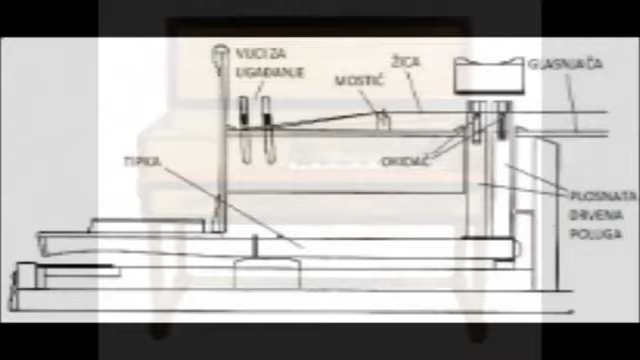 VIJCI ZA
UGAĐANJE
MOSTIĆ
ŽICA
GLASNJAČA
TIPKA
OKIDAČ
PLOSNATA
DRVENA
POLUGA